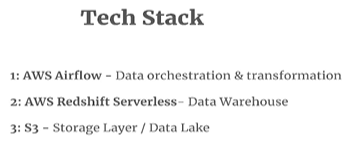 Tech Stack
1: AWS Airflow – Data orchestration & transformation
2: AWS Redshift Serverless– Data Warehouse
3: S3 – Storage Layer / Data Lake